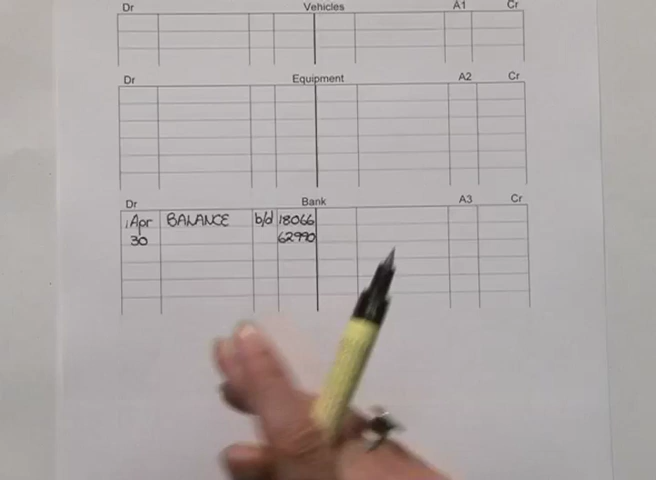 Dr Vehicles A1 Cr
Dr Equipment A2 Cr
Dr Bank A3 Cr
1 Apr BALANCE b/d 18066
30 62990